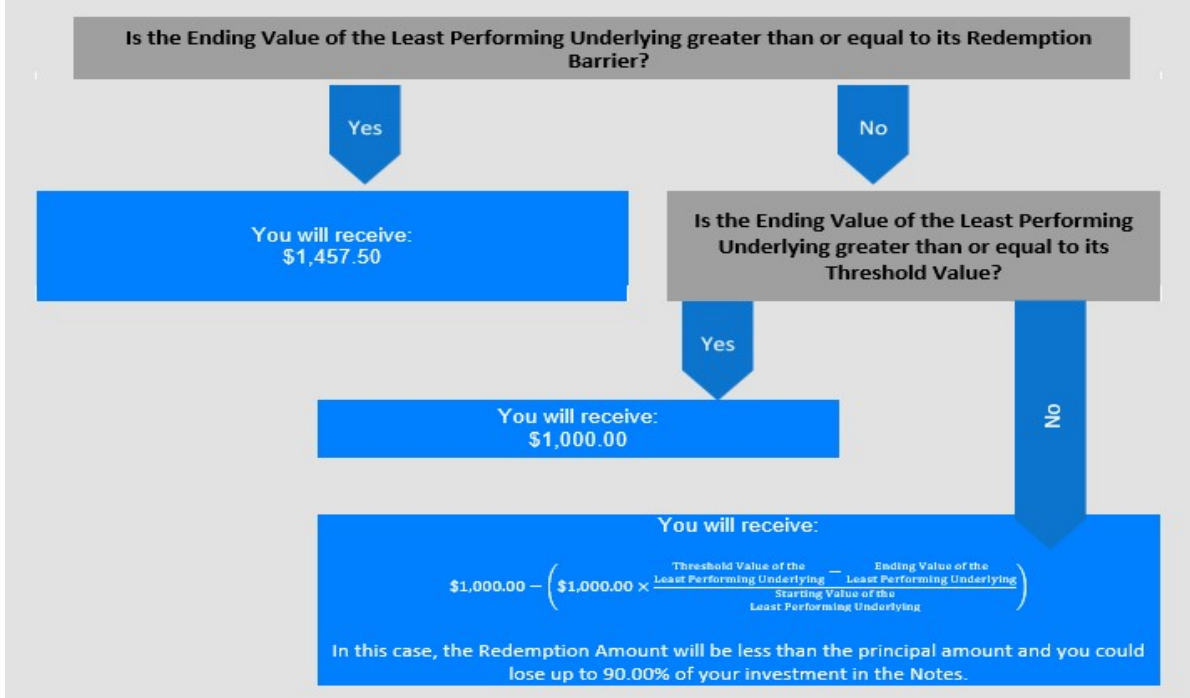 Is the Ending Value of the Least Performing Underlying greater than or equal to its Redemption
Barrier?
Yes
No
You will receive:
$1,457.50
Is the Ending Value of the Least Performing
Underlying greater than or equal to its
Threshold Value?
Yes
No
You will receive:
$1,000.00
You will receive:
$1,000.00 − ($1,000.00 × (Threshold Value of the Least Performing Underlying − Ending Value of the Least Performing Underlying) / Starting Value of the Least Performing Underlying)
In this case, the Redemption Amount will be less than the principal amount and you could
lose up to 90.00% of your investment in the Notes.